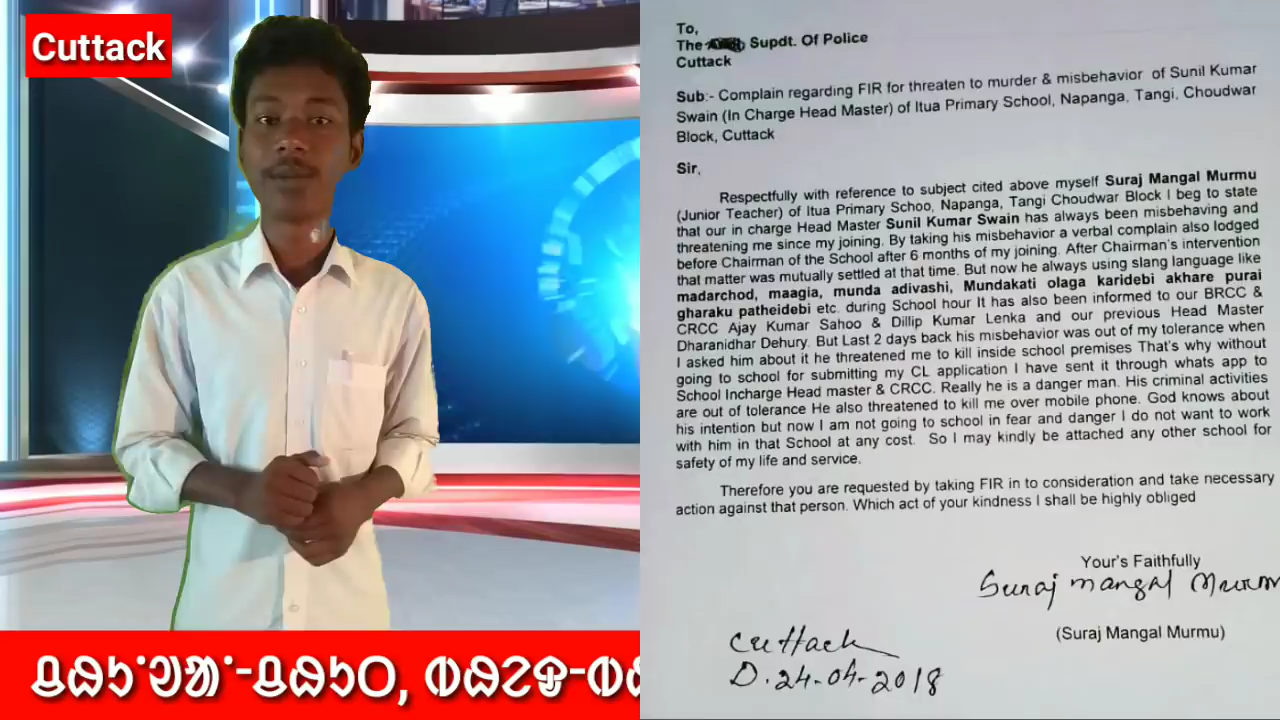 Cuttack
To,
The Supdt. Of Police
Cuttack
Sub:- Complain regarding FIR for threaten to murder & misbehavior of Sunil Kumar
Swain (In Charge Head Master) of Itua Primary School, Napanga, Tangi, Choudwar
Block, Cuttack
Sir,
Respectfully with reference to subject cited above myself Suraj Mangal Murmu
(Junior Teacher) of Itua Primary Schoo, Napanga, Tangi Choudwar Block I beg to state
that our in charge Head Master Sunil Kumar Swain has always been misbehaving and
threatening me since my joining. By taking his misbehavior a verbal complain also lodged
before Chairman of the School after 6 months of my joining. After Chairman's intervention
that matter was mutually settled at that time. But now he always using slang language like
madarchod, maagia, munda adivashi, Mundakati olaga karidebi akhare purai
gharaku patheidebi etc. during School hour It has also been informed to our BRCC &
CRCC Ajay Kumar Sahoo & Dillip Kumar Lenka and our previous Head Master
Dharanidhar Dehury. But Last 2 days back his misbehavior was out of my tolerance when
I asked him about it he threatened me to kill inside school premises That's why without
going to school for submitting my CL application I have sent it through whats app to
School Incharge Head master & CRCC. Really he is a danger man. His criminal activities
are out of tolerance He also threatened to kill me over mobile phone. God knows about
his intention but now I am not going to school in fear and danger I do not want to work
with him in that School at any cost. So I may kindly be attached any other school for
safety of my life and service.
Therefore you are requested by taking FIR in to consideration and take necessary
action against that person. Which act of your kindness I shall be highly obliged
Your's Faithfully
Suraj Mangal Murm
(Suraj Mangal Murmu)
Cuttack
D.24-04-2018